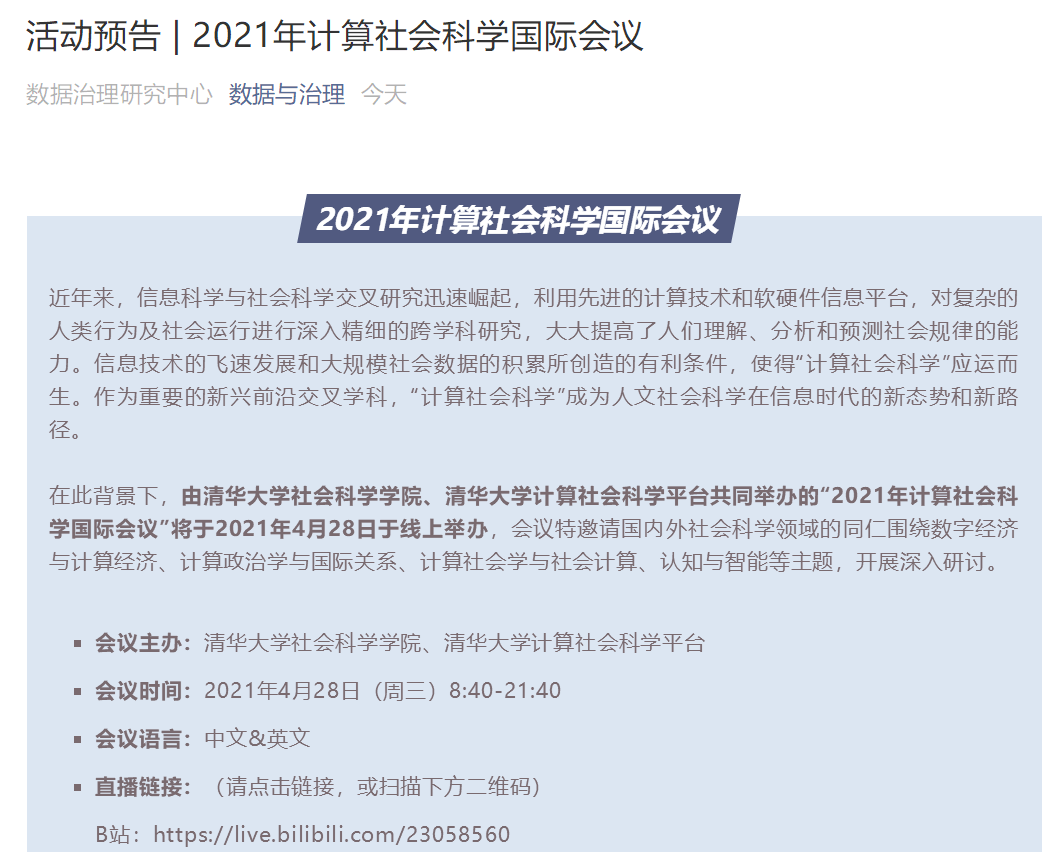 活动预告 | 2021年计算社会科学国际会议
数据治理研究中心 数据与治理 今天
2021年计算社会科学国际会议
近年来，信息科学与社会科学交叉研究迅速崛起，利用先进的计算技术和软硬件信息平台，对复杂的
人类行为及社会运行进行深入精细的跨学科研究，大大提高了人们理解、分析和预测社会规律的能
力。信息技术的飞速发展和大规模社会数据的积累所创造的有利条件，使得“计算社会科学”应运而
生。作为重要的新兴前沿交叉学科，“计算社会科学”成为人文社会科学在信息时代的新态势和新路
径。
在此背景下，由清华大学社会科学学院、清华大学计算社会科学平台共同举办的“2021年计算社会科
学国际会议”将于2021年4月28日于线上举办，会议特邀请国内外社会科学领域的同仁围绕数字经济
与计算经济、计算政治学与国际关系、计算社会学与社会计算、认知与智能等主题，开展深入研讨。
▪ 会议主办：清华大学社会科学学院、清华大学计算社会科学平台
▪ 会议时间：2021年4月28日（周三）8:40-21:40
▪ 会议语言：中文&英文
▪ 直播链接：（请点击链接，或扫描下方二维码）
B站：https://live.bilibili.com/23058560